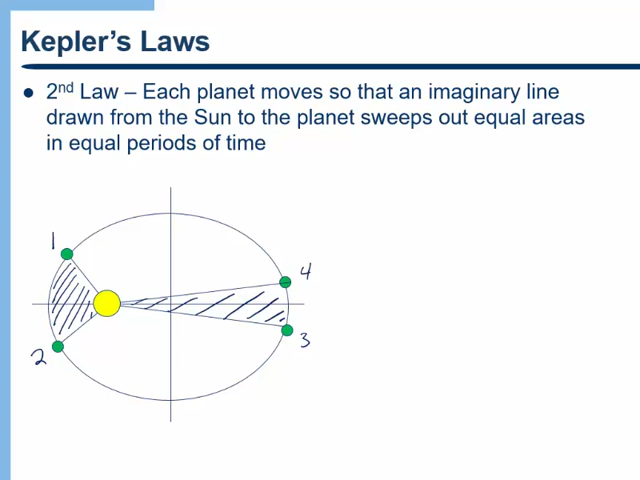 Kepler's Laws
2nd Law – Each planet moves so that an imaginary line
drawn from the Sun to the planet sweeps out equal areas
in equal periods of time
1
4
3
2